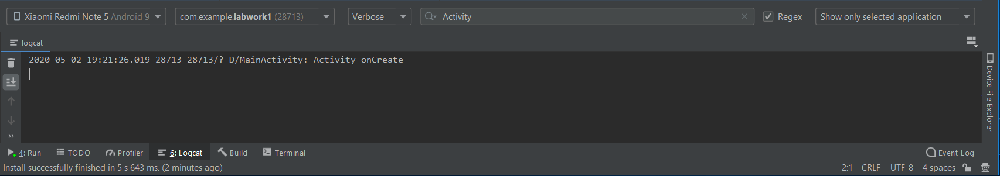 Xiaomi Redmi Note 5 Android 9 com.example.labwork1 (28713) Verbose Activity Regex Show only selected application
logcat
2020-05-02 19:21:26.019 28713-28713/? D/MainActivity: Activity onCreate
Device File Explorer
4: Run TODO Profiler 6: Logcat Build Terminal Event Log
Install successfully finished in 5 s 643 ms. (2 minutes ago) 2:1 CRLF UTF-8 4 spaces